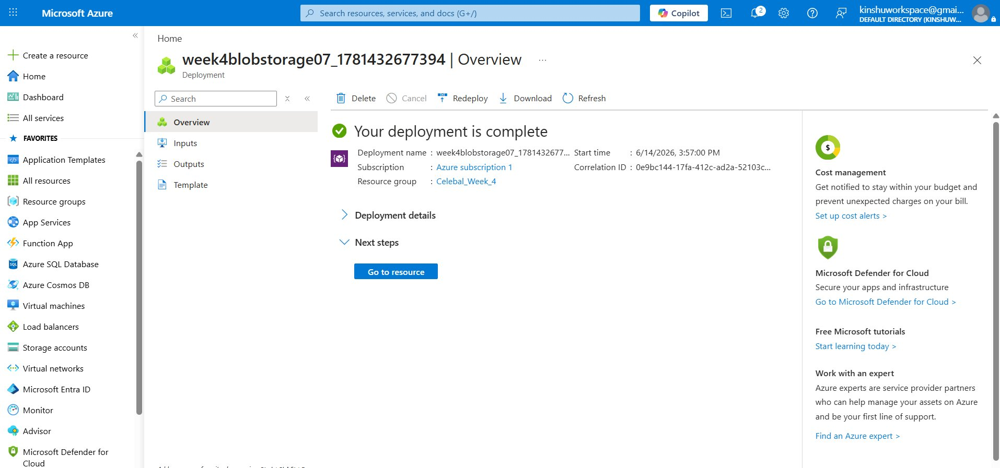 Microsoft Azure
Search resources, services, and docs (G+/)
Copilot
2
kinshuworkspace@gmai...
DEFAULT DIRECTORY (KINSHUW...
Create a resource
Home
Dashboard
All services
FAVORITES
Application Templates
All resources
Resource groups
App Services
Function App
SQL
Azure SQL Database
Azure Cosmos DB
Virtual machines
Load balancers
Storage accounts
Virtual networks
Microsoft Entra ID
Monitor
Advisor
Microsoft Defender for
Cloud
Home
week4blobstorage07_1781432677394 | Overview ...
Deployment
Search
Overview
Inputs
Outputs
Template
Delete Cancel Redeploy Download Refresh
Your deployment is complete
Deployment name : week4blobstorage07_1781432677... Start time : 6/14/2026, 3:57:00 PM
Subscription : Azure subscription 1 Correlation ID : 0e9bc144-17fa-412c-ad2a-52103c...
Resource group : Celebal_Week_4
Deployment details
Next steps
Go to resource
$
Cost management
Get notified to stay within your budget and
prevent unexpected charges on your bill.
Set up cost alerts >
Microsoft Defender for Cloud
Secure your apps and infrastructure
Go to Microsoft Defender for Cloud >
Free Microsoft tutorials
Start learning today >
Work with an expert
Azure experts are service provider partners
who can help manage your assets on Azure
and be your first line of support.
Find an Azure expert >